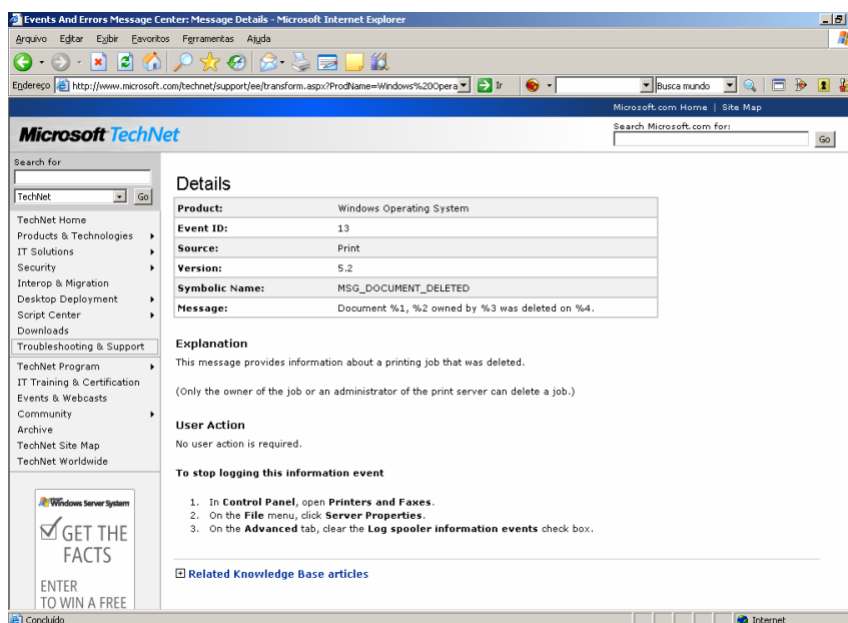 Events And Errors Message Center: Message Details - Microsoft Internet Explorer
Arquivo Editar Exibir Favoritos Ferramentas Ajuda
Endereço http://www.microsoft.com/technet/support/ee/transform.aspx?ProdName=Windows%20Opera Ir Busca mundo
Microsoft.com Home | Site Map
Microsoft TechNet
Search Microsoft.com for:
Go
Search for
TechNet Go
TechNet Home
Products & Technologies
IT Solutions
Security
Interop & Migration
Desktop Deployment
Script Center
Downloads
Troubleshooting & Support
TechNet Program
IT Training & Certification
Events & Webcasts
Community
Archive
TechNet Site Map
TechNet Worldwide
Windows Server System
GET THE
FACTS
ENTER
TO WIN A FREE
Details
Product: Windows Operating System
Event ID: 13
Source: Print
Version: 5.2
Symbolic Name: MSG_DOCUMENT_DELETED
Message: Document %1, %2 owned by %3 was deleted on %4.
Explanation
This message provides information about a printing job that was deleted.
(Only the owner of the job or an administrator of the print server can delete a job.)
User Action
No user action is required.
To stop logging this information event
1. In Control Panel, open Printers and Faxes.
2. On the File menu, click Server Properties.
3. On the Advanced tab, clear the Log spooler information events check box.
Related Knowledge Base articles
Concluído Internet